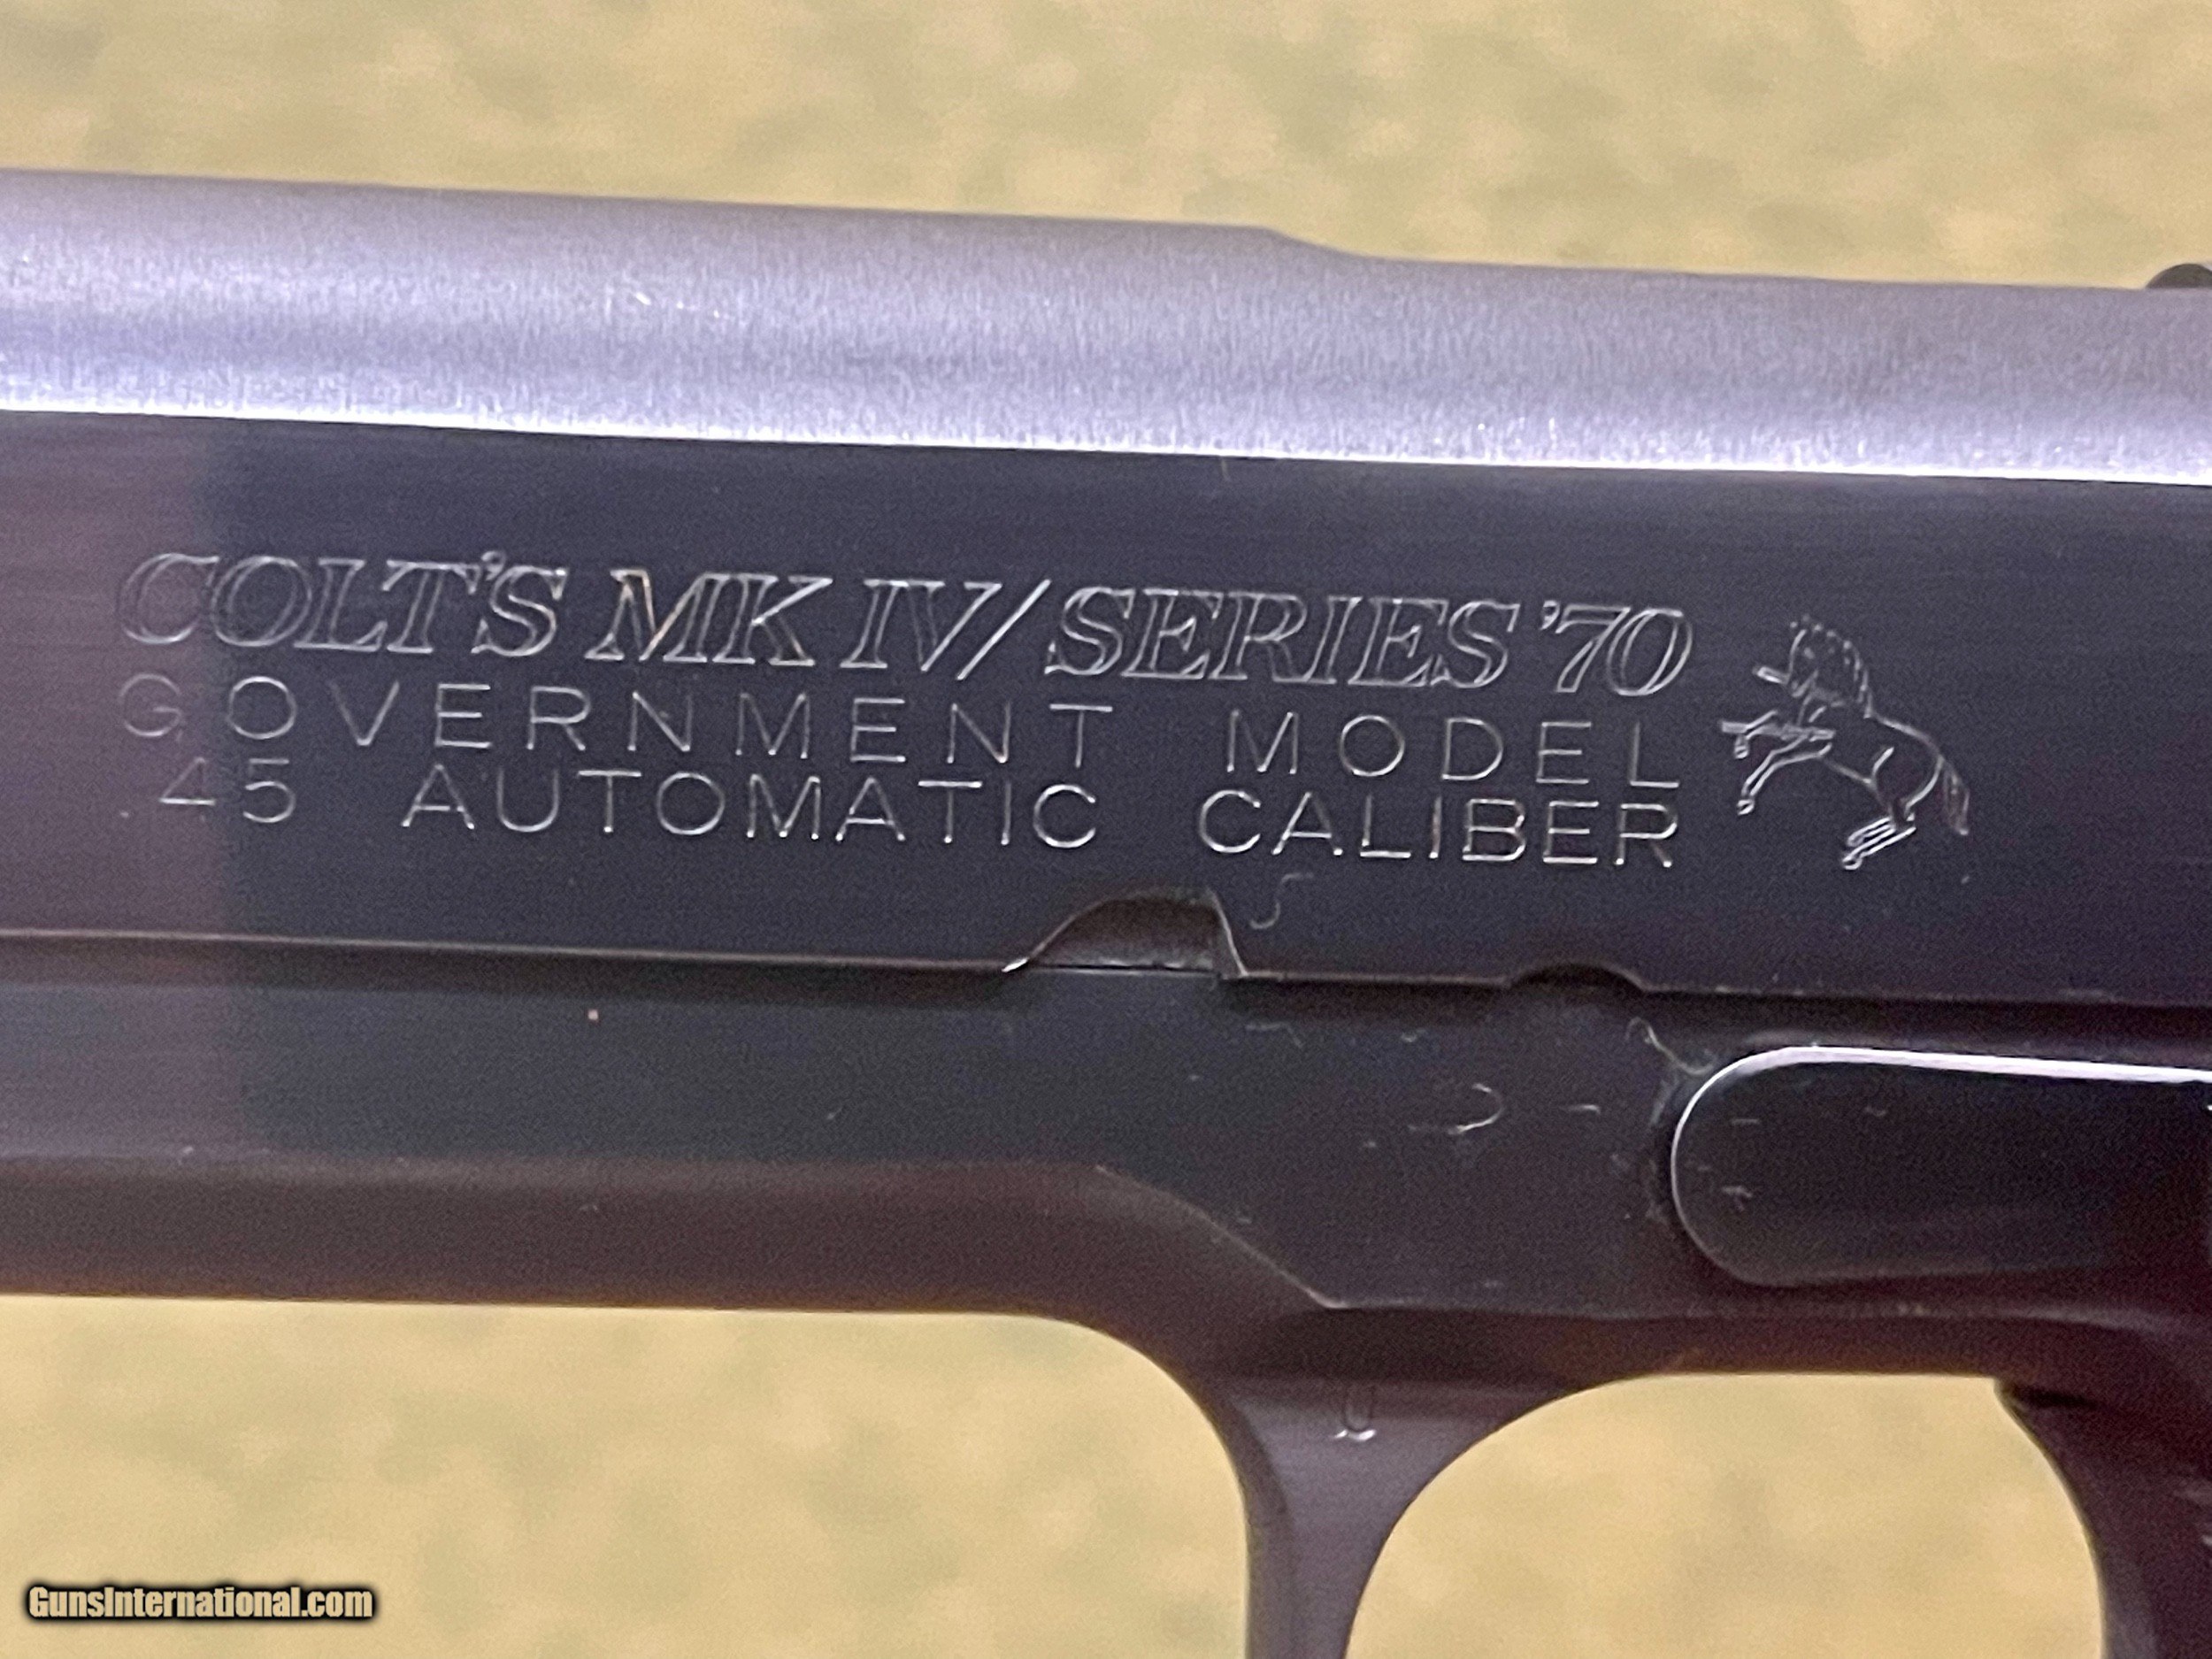 COLT'S MK IV/SERIES '70
GOVERNMENT MODEL
.45 AUTOMATIC CALIBER
U
GunsInternational.com